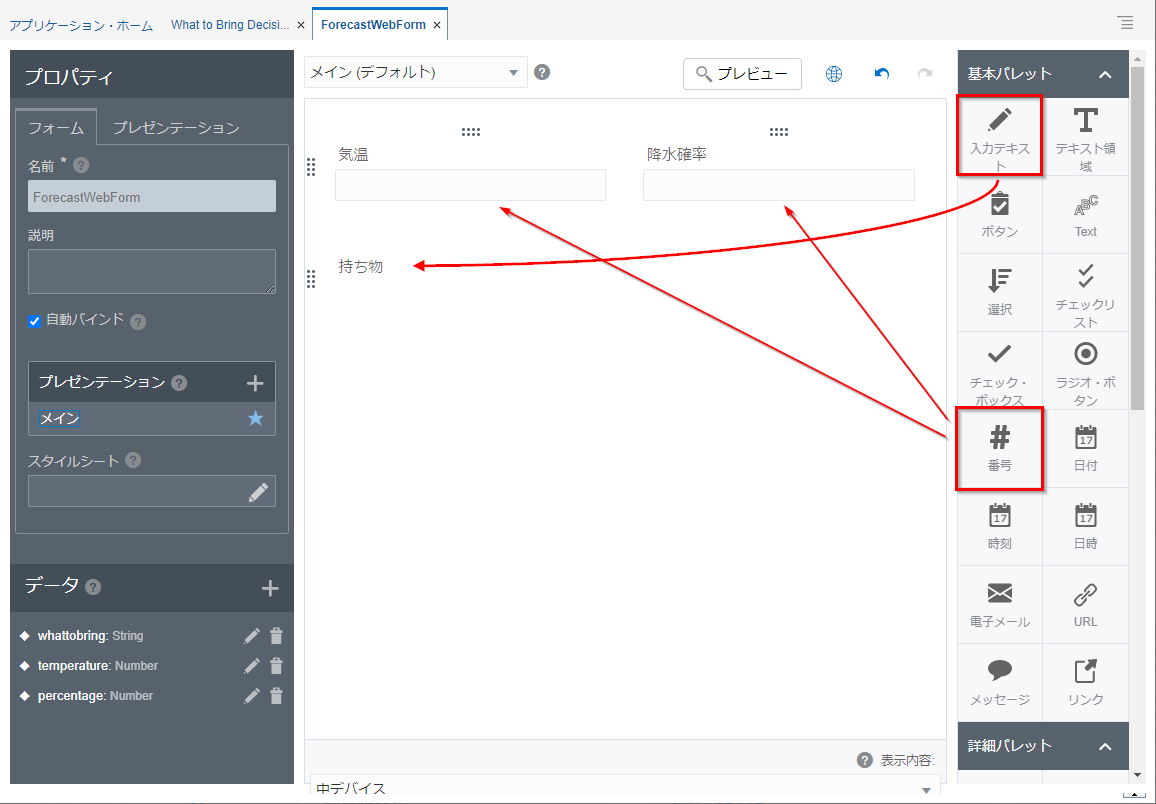 アプリケーション・ホーム What to Bring Decisi... × ForecastWebForm ×
プロパティ
フォーム プレゼンテーション
名前 *
ForecastWebForm
説明
自動バインド
プレゼンテーション
メイン
スタイルシート
データ
whattobring: String
temperature: Number
percentage: Number
メイン (デフォルト)
プレビュー
気温 降水確率
持ち物
表示内容:
中デバイス
基本パレット
入力テキス
ト
テキスト領
域
ボタン
ABC
Text
選択
チェックリ
スト
チェック・
ボックス
ラジオ・ボ
タン
#
番号
17
日付
17
時刻
17
日時
電子メール
URL
メッセージ
リンク
詳細パレット